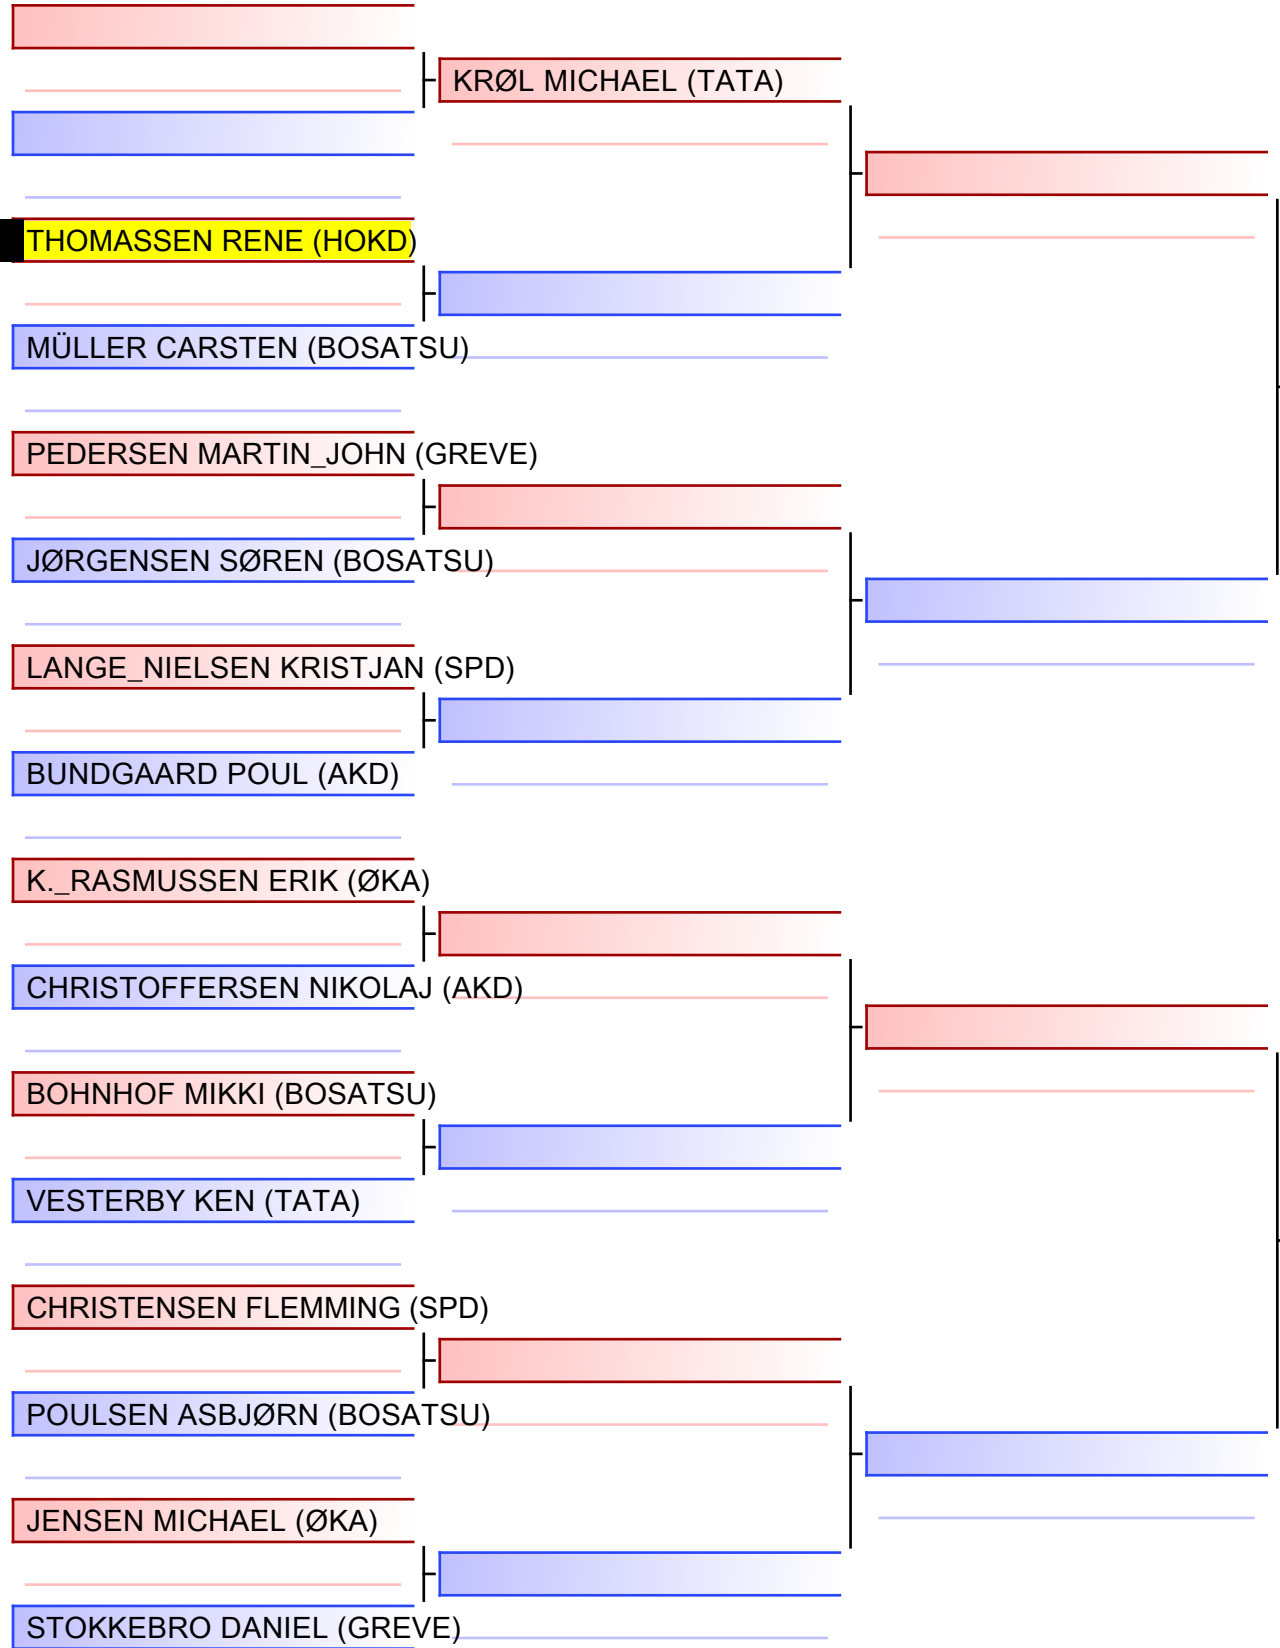 KRØL MICHAEL (TATA)
THOMASSEN RENE (HOKD)
MÜLLER CARSTEN (BOSATSU)
PEDERSEN MARTIN_JOHN (GREVE)
JØRGENSEN SØREN (BOSATSU)
LANGE_NIELSEN KRISTJAN (SPD)
BUNDGAARD POUL (AKD)
K._RASMUSSEN ERIK (ØKA)
CHRISTOFFERSEN NIKOLAJ (AKD)
BOHNHOF MIKKI (BOSATSU)
VESTERBY KEN (TATA)
CHRISTENSEN FLEMMING (SPD)
POULSEN ASBJØRN (BOSATSU)
JENSEN MICHAEL (ØKA)
STOKKEBRO DANIEL (GREVE)